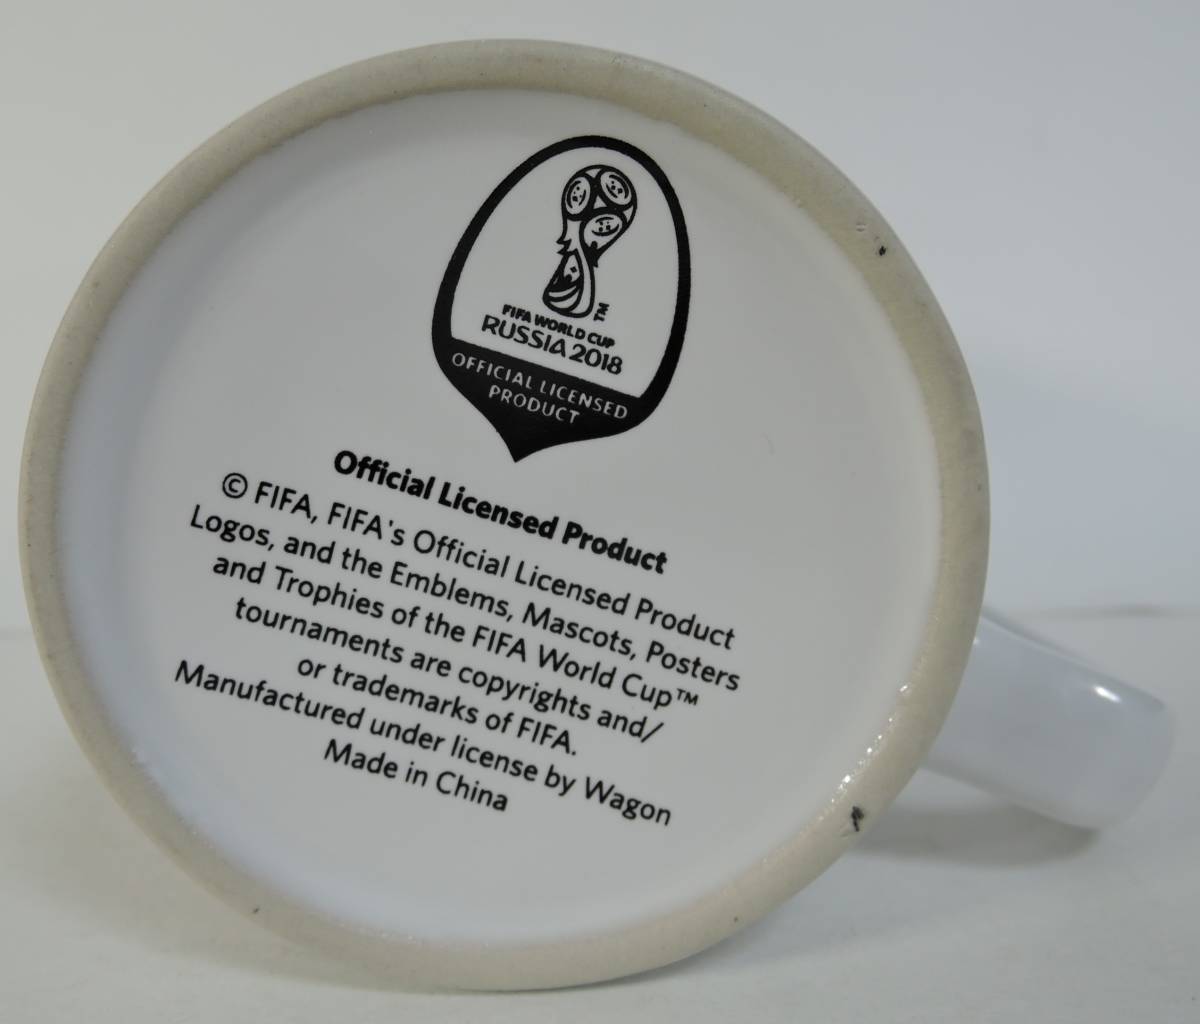 FIFA WORLD CUP™
RUSSIA 2018
OFFICIAL LICENSED
PRODUCT
Official Licensed Product
© FIFA, FIFA's Official Licensed Product
Logos, and the Emblems, Mascots, Posters
and Trophies of the FIFA World Cup™
tournaments are copyrights and/
or trademarks of FIFA.
Manufactured under license by Wagon
Made in China